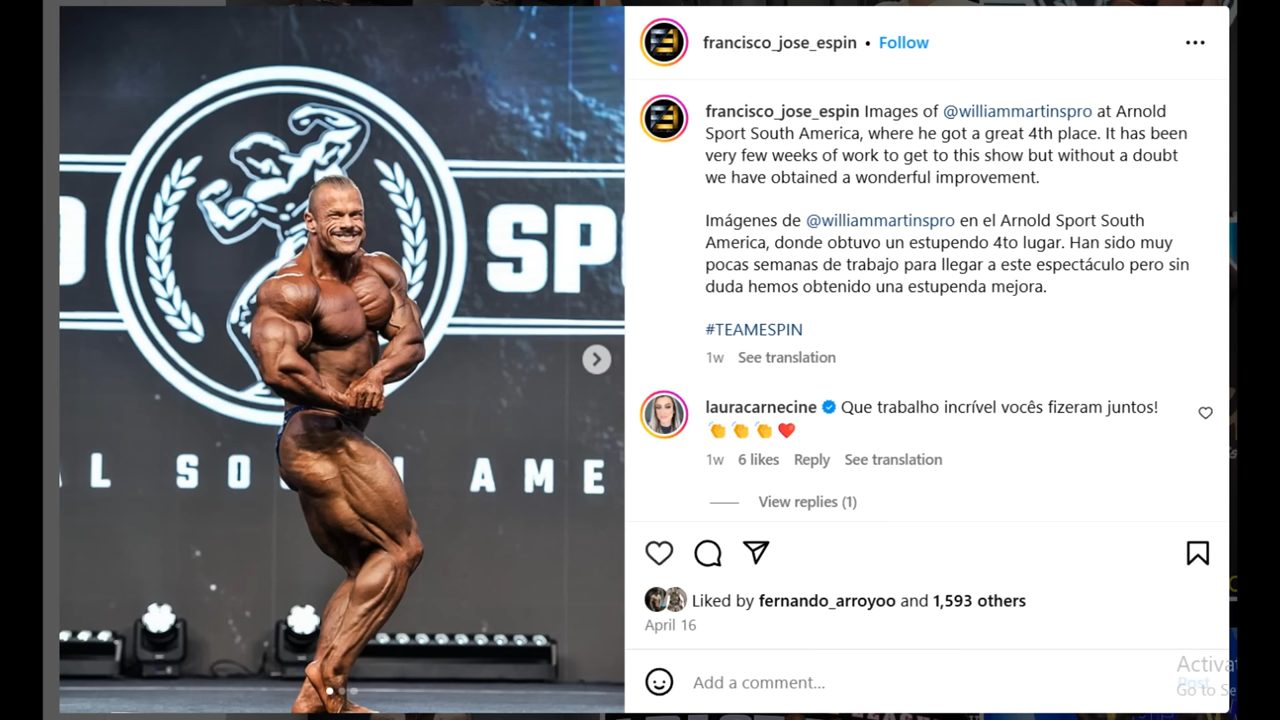 SP
L SO AME
francisco_jose_espin • Follow
francisco_jose_espin Images of @williammartinspro at Arnold
Sport South America, where he got a great 4th place. It has been
very few weeks of work to get to this show but without a doubt
we have obtained a wonderful improvement.
Imágenes de @williammartinspro en el Arnold Sport South
America, donde obtuvo un estupendo 4to lugar. Han sido muy
pocas semanas de trabajo para llegar a este espectáculo pero sin
duda hemos obtenido una estupenda mejora.
#TEAMESPIN
1w See translation
lauracarnecine Que trabalho incrível vocês fizeram juntos!
👏 👏 👏 ❤️
1w 6 likes Reply See translation
View replies (1)
Liked by fernando_arroyoo and 1,593 others
April 16
Add a comment...
Post
Activa
Go to Se